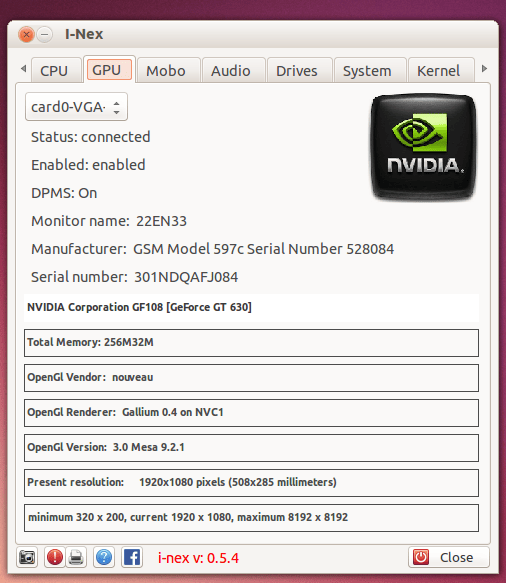 I-Nex
CPU GPU Mobo Audio Drives System Kernel
card0-VGA-
Status: connected
Enabled: enabled
DPMS: On
Monitor name: 22EN33
Manufacturer: GSM Model 597c Serial Number 528084
Serial number: 301NDQAFJ084
NVIDIA.
NVIDIA Corporation GF108 [GeForce GT 630]
Total Memory: 256M32M
OpenGl Vendor: nouveau
OpenGl Renderer: Gallium 0.4 on NVC1
OpenGl Version: 3.0 Mesa 9.2.1
Present resolution: 1920x1080 pixels (508x285 millimeters)
minimum 320 x 200, current 1920 x 1080, maximum 8192 x 8192
i-nex v: 0.5.4
Close